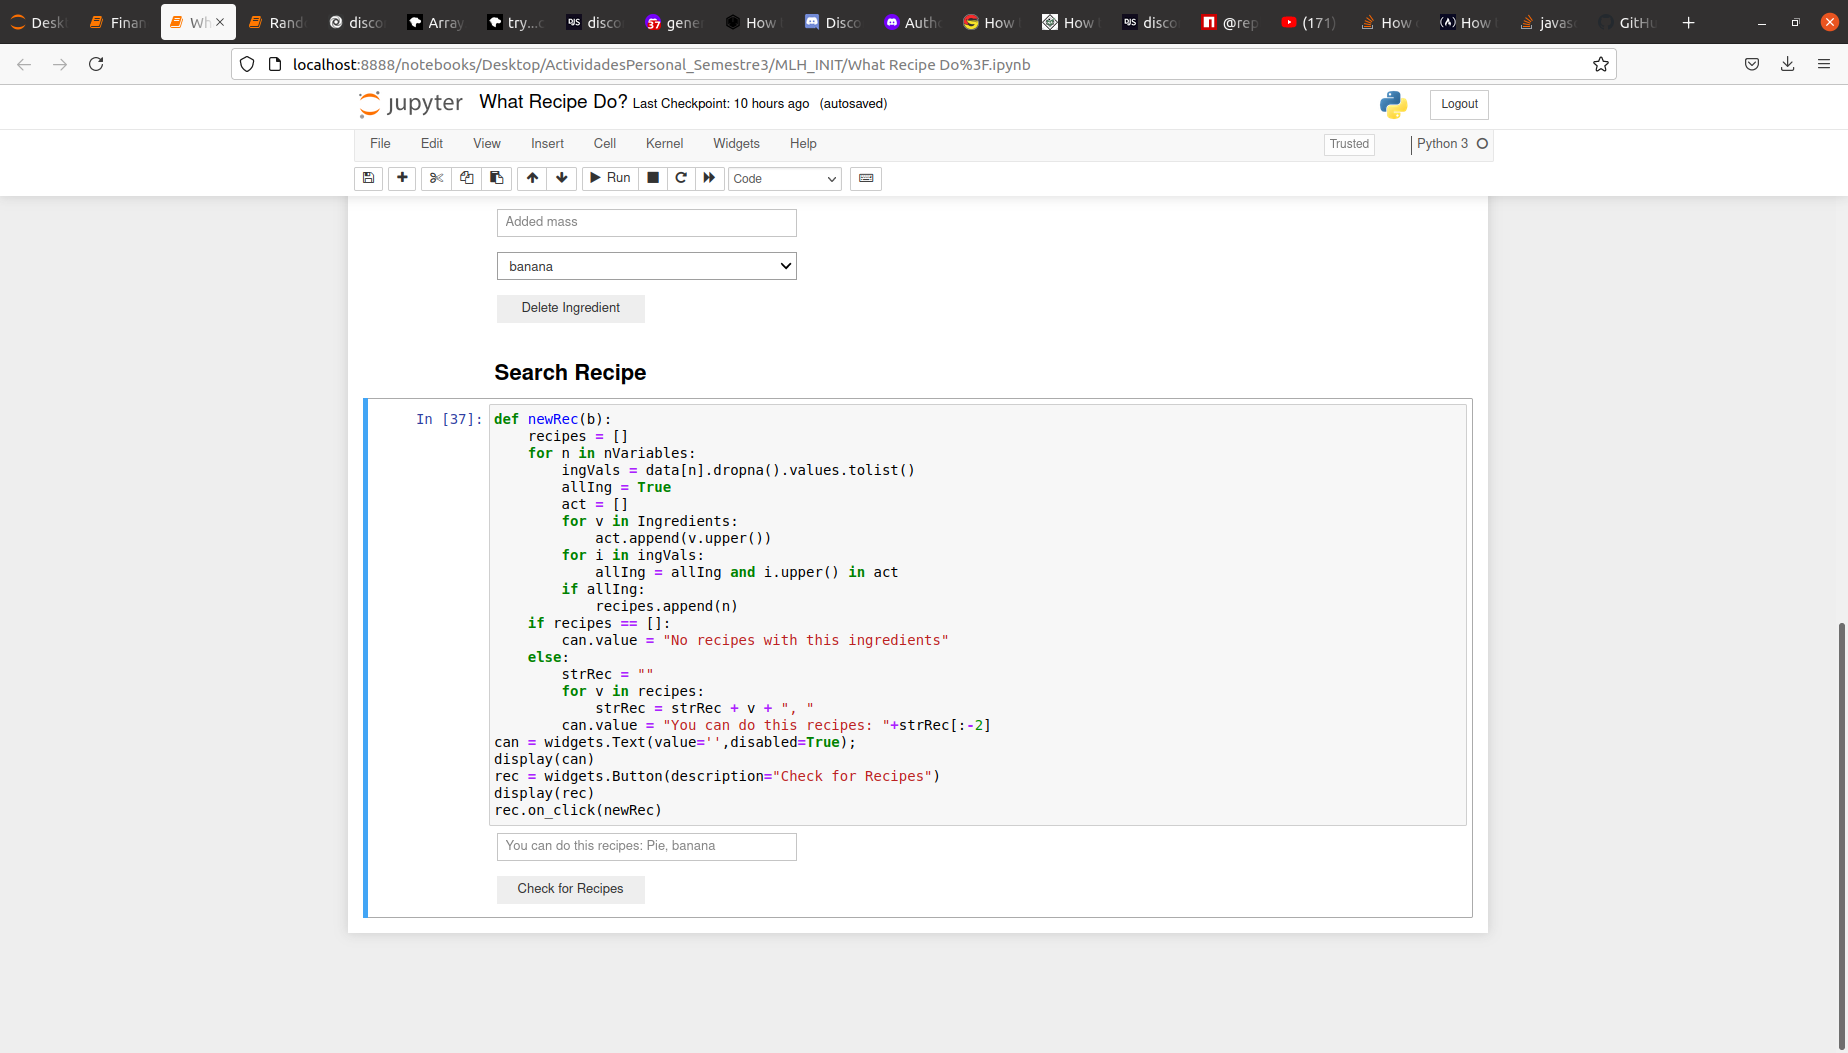 Desk Finan Wh Rand disco Array try...c disco gene How Disco Autho How How disco @rep (171) How How javas GitHu
localhost:8888/notebooks/Desktop/ActividadesPersonal_Semestre3/MLH_INIT/What Recipe Do%3F.ipynb
jupyter What Recipe Do? Last Checkpoint: 10 hours ago (autosaved) Logout
File Edit View Insert Cell Kernel Widgets Help Trusted Python 3
Run Code
Added mass
banana
Delete Ingredient
Search Recipe
In [37]: def newRec(b):
    recipes = []
    for n in nVariables:
        ingVals = data[n].dropna().values.tolist()
        allIng = True
        act = []
        for v in Ingredients:
            act.append(v.upper())
        for i in ingVals:
            allIng = allIng and i.upper() in act
        if allIng:
            recipes.append(n)
    if recipes == []:
        can.value = "No recipes with this ingredients"
    else:
        strRec = ""
        for v in recipes:
            strRec = strRec + v + ", "
        can.value = "You can do this recipes: "+strRec[:-2]
can = widgets.Text(value='',disabled=True);
display(can)
rec = widgets.Button(description="Check for Recipes")
display(rec)
rec.on_click(newRec)
You can do this recipes: Pie, banana
Check for Recipes